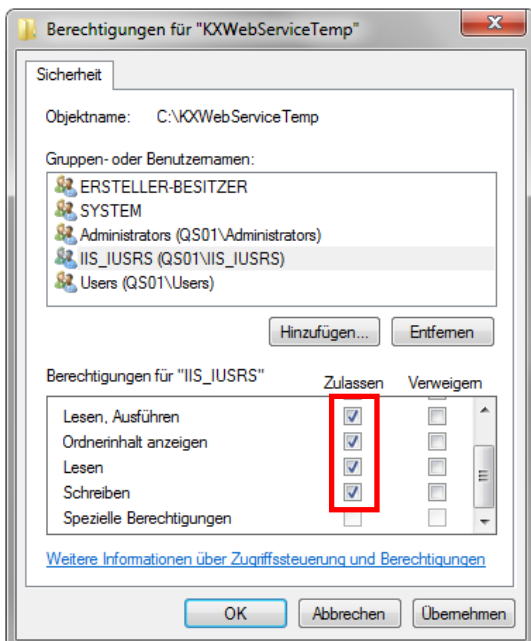 Berechtigungen für "KXWebServiceTemp"
Sicherheit
Objektname: C:\KXWebServiceTemp
Gruppen- oder Benutzernamen:
ERSTELLER-BESITZER
SYSTEM
Administrators (QS01\Administrators)
IIS_IUSRS (QS01\IIS_IUSRS)
Users (QS01\Users)
Hinzufügen... Entfernen
Berechtigungen für "IIS_IUSRS" Zulassen Verweigern
Lesen, Ausführen
Ordnerinhalt anzeigen
Lesen
Schreiben
Spezielle Berechtigungen
Weitere Informationen über Zugriffssteuerung und Berechtigungen
OK Abbrechen Übernehmen